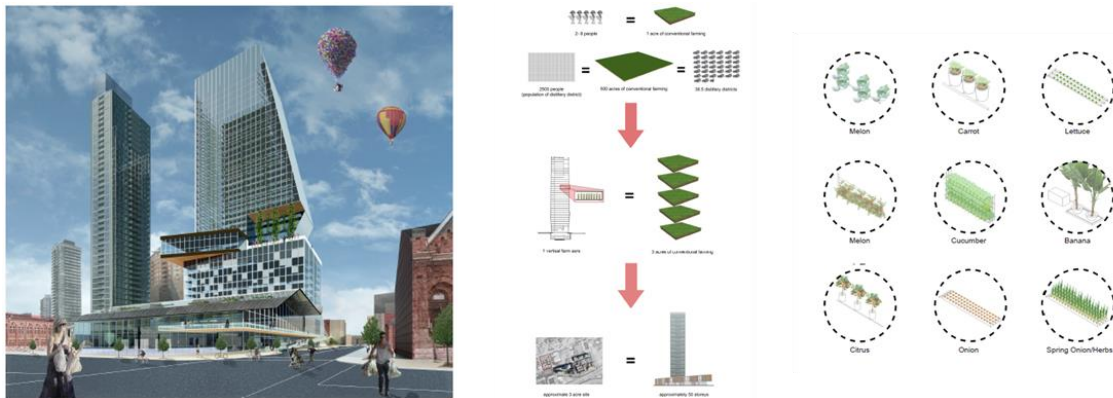 2- 6 people
1 acre of conventional farming
2500 people
(population of distillery district)
500 acres of conventional farming
38.5 distillery districts
1 vertical farm acre
5 acres of conventional farming
approximate 3 acre site
approximately 50 storeys
Melon
Carrot
Lettuce
Melon
Cucumber
Banana
Citrus
Onion
Spring Onion/Herbs